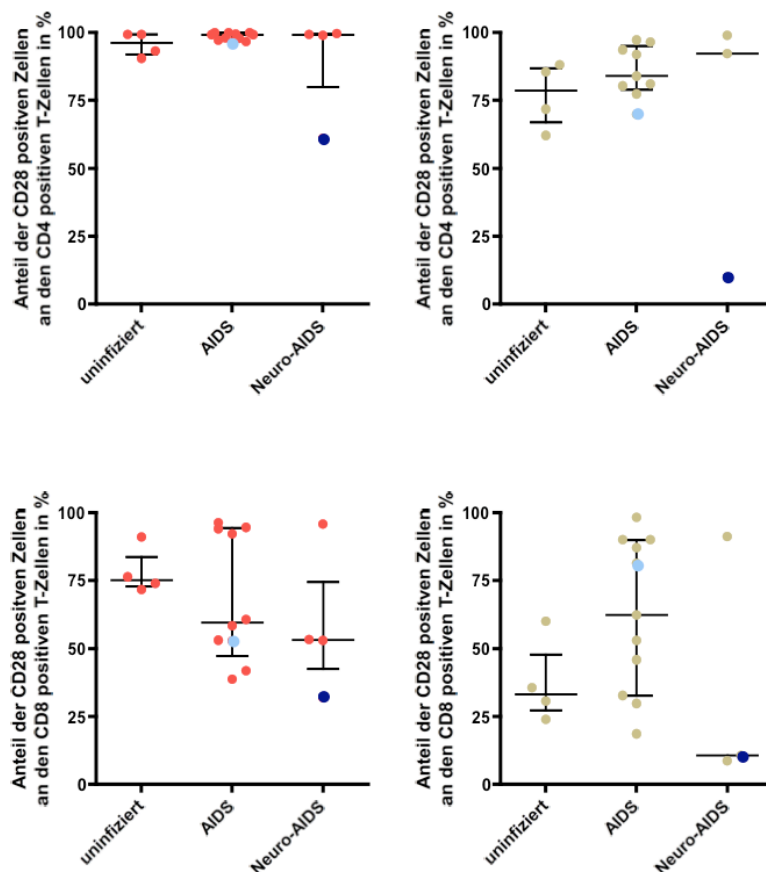 Anteil der CD28 positven Zellen
an den CD4 positiven T-Zellen in %
100
75
50
25
0
uninfiziert
AIDS
Neuro-AIDS
Anteil der CD28 positven Zellen
an den CD4 positiven T-Zellen in %
100
75
50
25
0
uninfiziert
AIDS
Neuro-AIDS
Anteil der CD28 positven Zellen
an den CD8 positiven T-Zellen in %
100
75
50
25
0
uninfiziert
AIDS
Neuro-AIDS
Anteil der CD28 positven Zellen
an den CD8 positiven T-Zellen in %
100
75
50
25
0
uninfiziert
AIDS
Neuro-AIDS